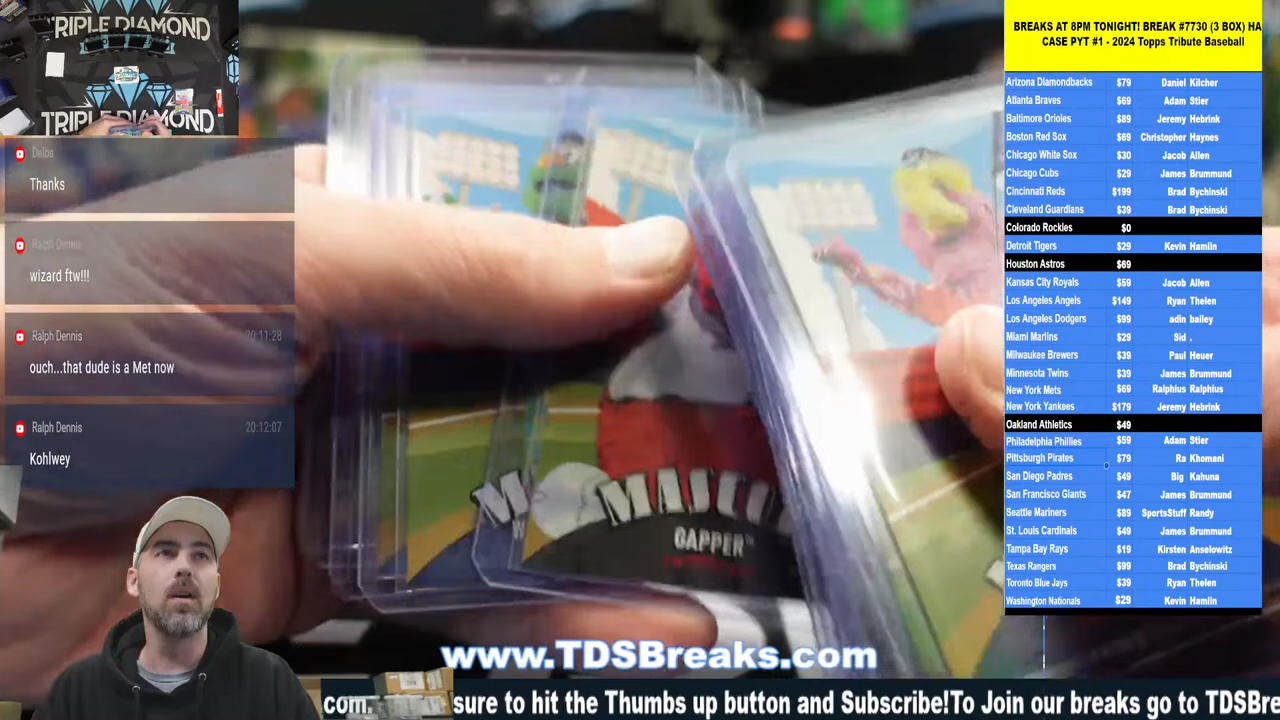 TRIPLE DIAMOND
TRIPLE DIAMOND
Delbs
Thanks
Ralph Dennis
wizard ftw!!!
Ralph Dennis 20:11:28
ouch...that dude is a Met now
Ralph Dennis 20:12:07
Kohlwey
MASCO
GAPPER™
BREAKS AT 8PM TONIGHT! BREAK #7730 (3 BOX) HA
CASE PYT #1 - 2024 Topps Tribute Baseball
Arizona Diamondbacks $79 Daniel Kilcher
Atlanta Braves $69 Adam Stier
Baltimore Orioles $89 Jeremy Hebrink
Boston Red Sox $69 Christopher Haynes
Chicago White Sox $30 Jacob Allen
Chicago Cubs $29 James Brummund
Cincinnati Reds $199 Brad Bychinski
Cleveland Guardians $39 Brad Bychinski
Colorado Rockles $0
Detroit Tigers $29 Kevin Hamlin
Houston Astros $69
Kansas City Royals $59 Jacob Allen
Los Angeles Angels $149 Ryan Thelen
Los Angeles Dodgers $99 adin bailey
Miami Marlins $29 Sid .
Milwaukee Brewers $39 Paul Heuer
Minnesota Twins $39 James Brummund
New York Mets $69 Ralphius Ralphius
New York Yankees $179 Jeremy Hebrink
Oakland Athletics $49
Philadelphia Phillies $59 Adam Stier
Pittsburgh Pirates $79 Ra Khomani
San Diego Padres $49 Big Kahuna
San Francisco Giants $47 James Brummund
Seattle Mariners $89 SportsStuff Randy
St. Louis Cardinals $49 James Brummund
Tampa Bay Rays $19 Kirsten Anselowitz
Texas Rangers $99 Brad Bychinski
Toronto Blue Jays $39 Ryan Thelen
Washington Nationals $29 Kevin Hamlin
www.TDSBreaks.com
com. sure to hit the Thumbs up button and Subscribe!To Join our breaks go to TDSBre